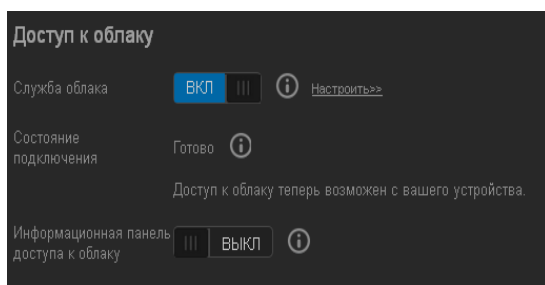 Доступ к облаку
Служба облака ВКЛ Настроить>>
Состояние
подключения Готово
Доступ к облаку теперь возможен с вашего устройства.
Информационная панель
доступа к облаку ВЫКЛ